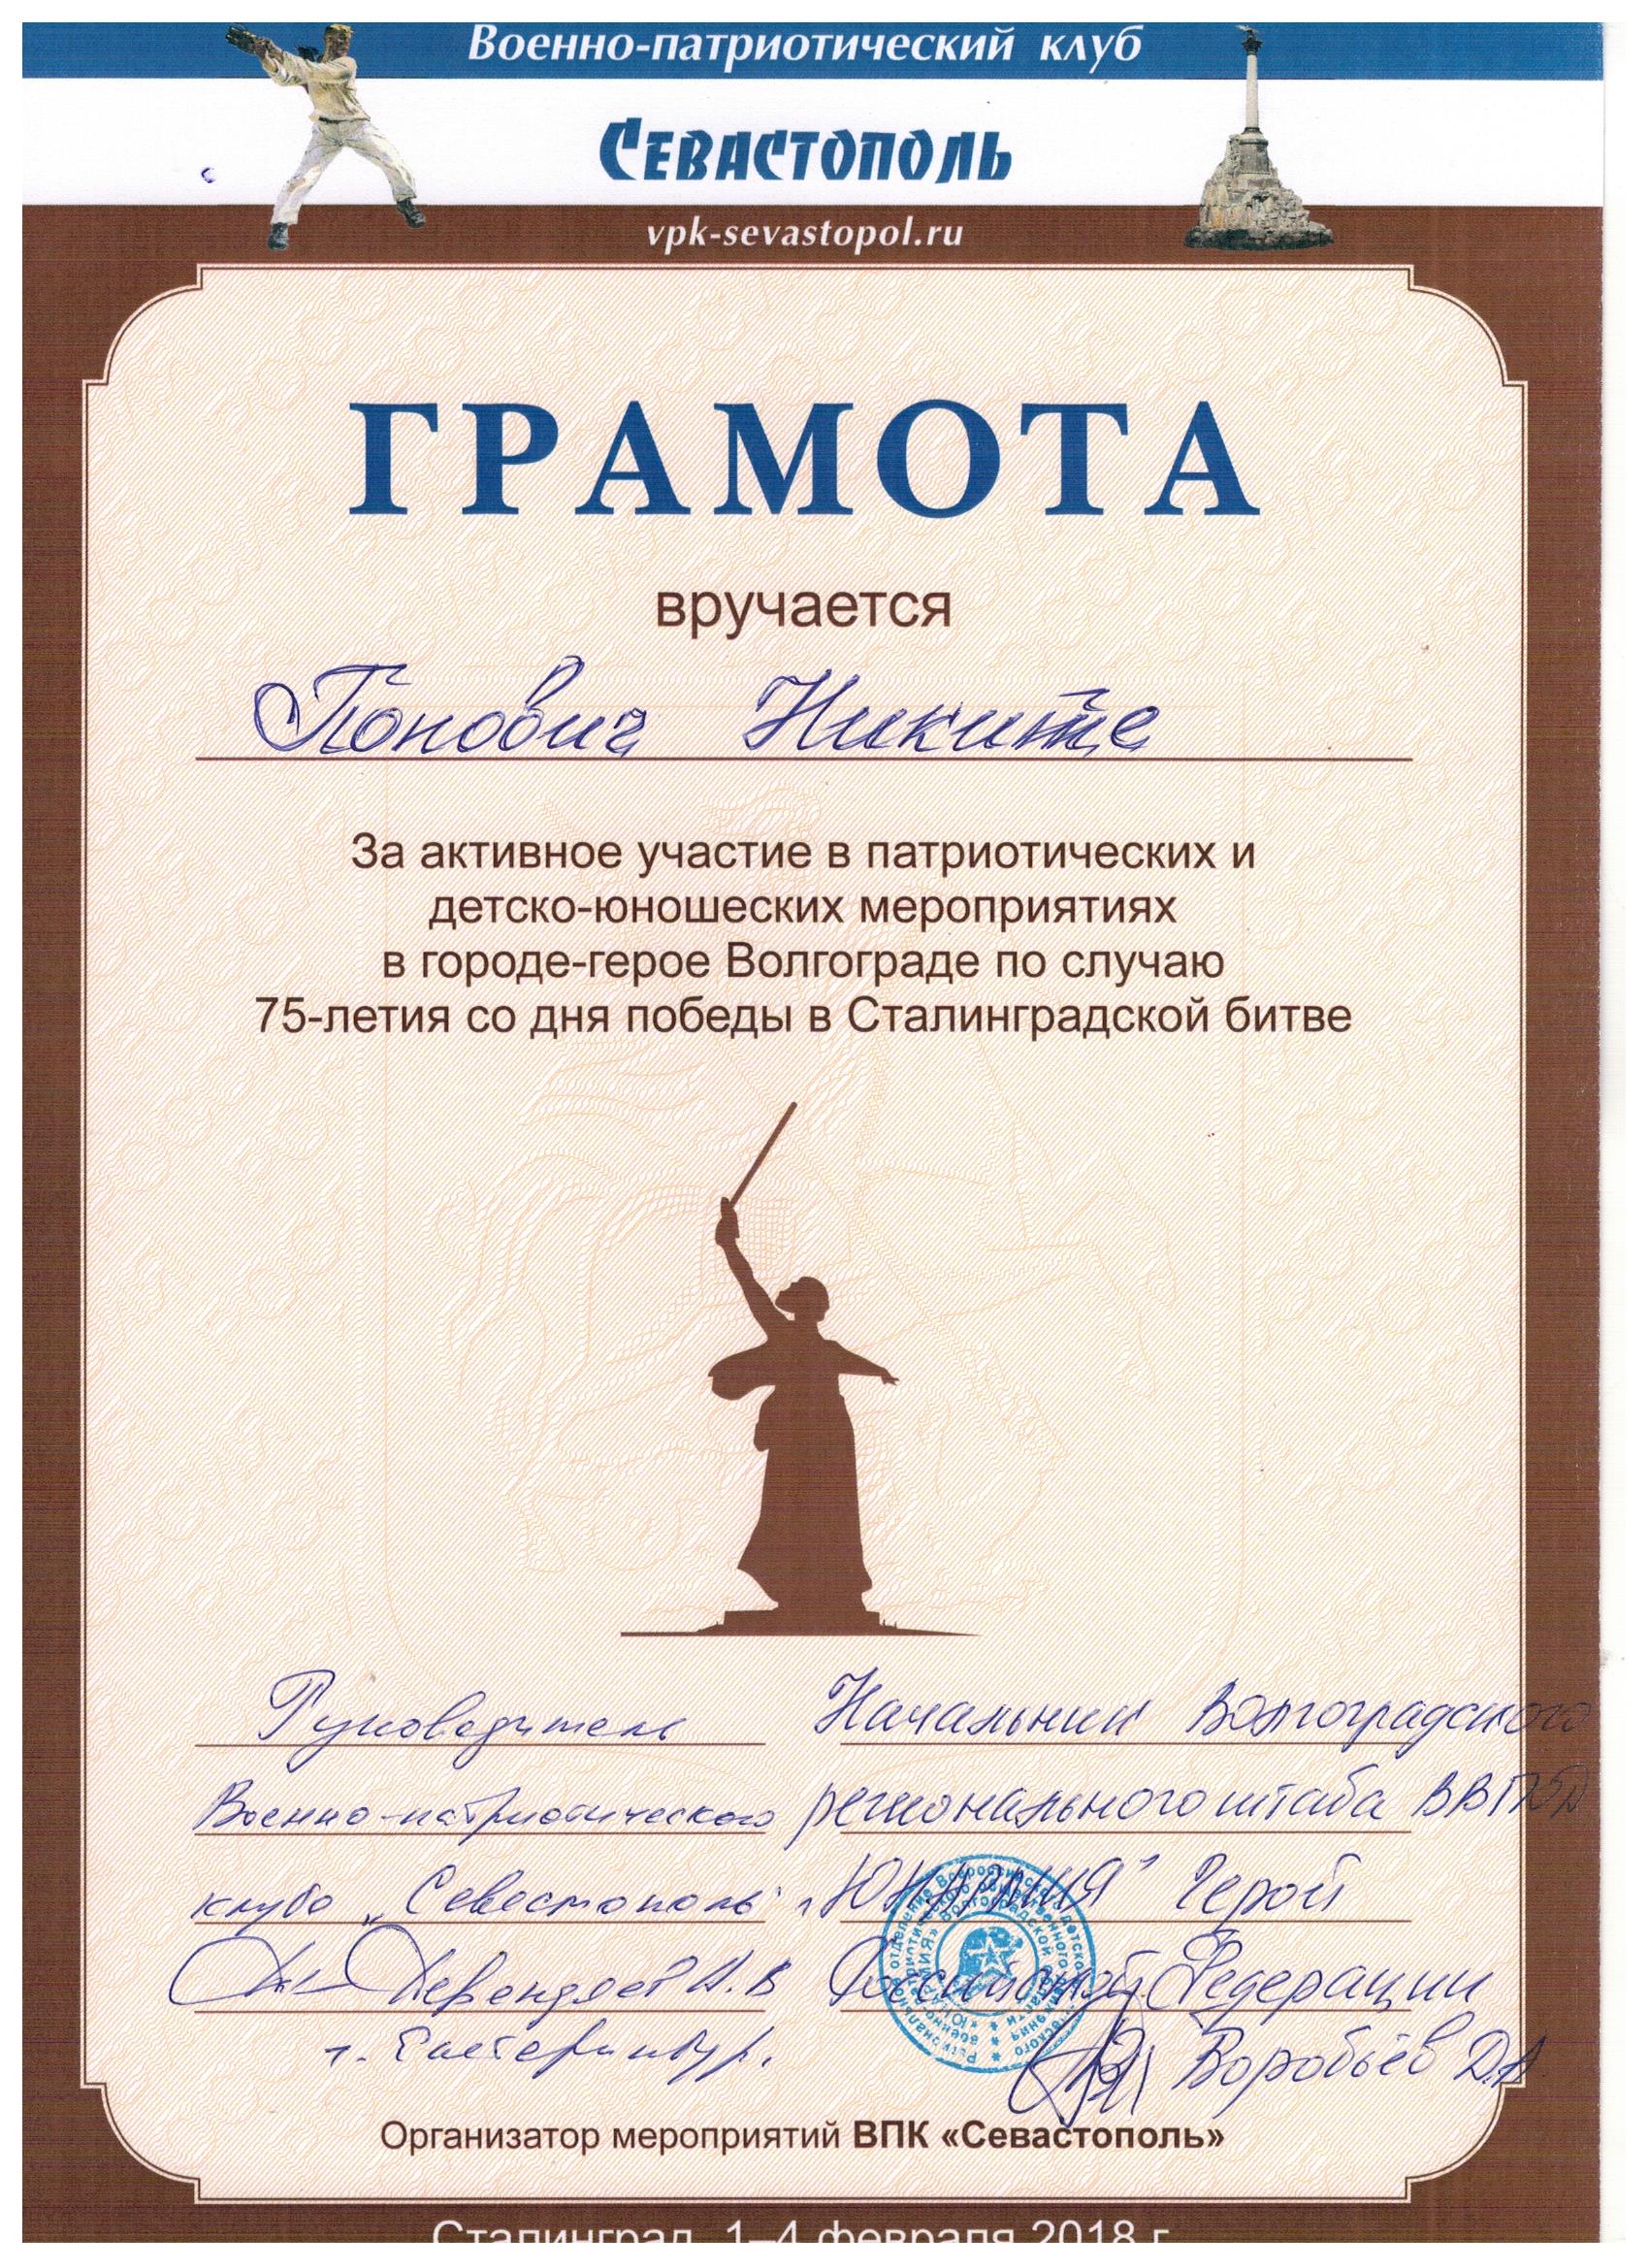 Военно-патриотический клуб
СЕВАСТОПОЛЬ
vpk-sevastopol.ru
ГРАМОТА
вручается
Попович Никите
За активное участие в патриотических и
детско-юношеских мероприятиях
в городе-герое Волгограде по случаю
75-летия со дня победы в Сталинградской битве
Руководитель
Военно-патриотического
клуба „Севастополь"
А.В
г. Екатеринбург.
Начальник Волгоградского
регионального штаба ВВПОД
„ЮНАРМИЯ" Герой
Российской Федерации
Воробьёв Д.А
Организатор мероприятий ВПК «Севастополь»
Сталинград, 1–4 февраля 2018 г.